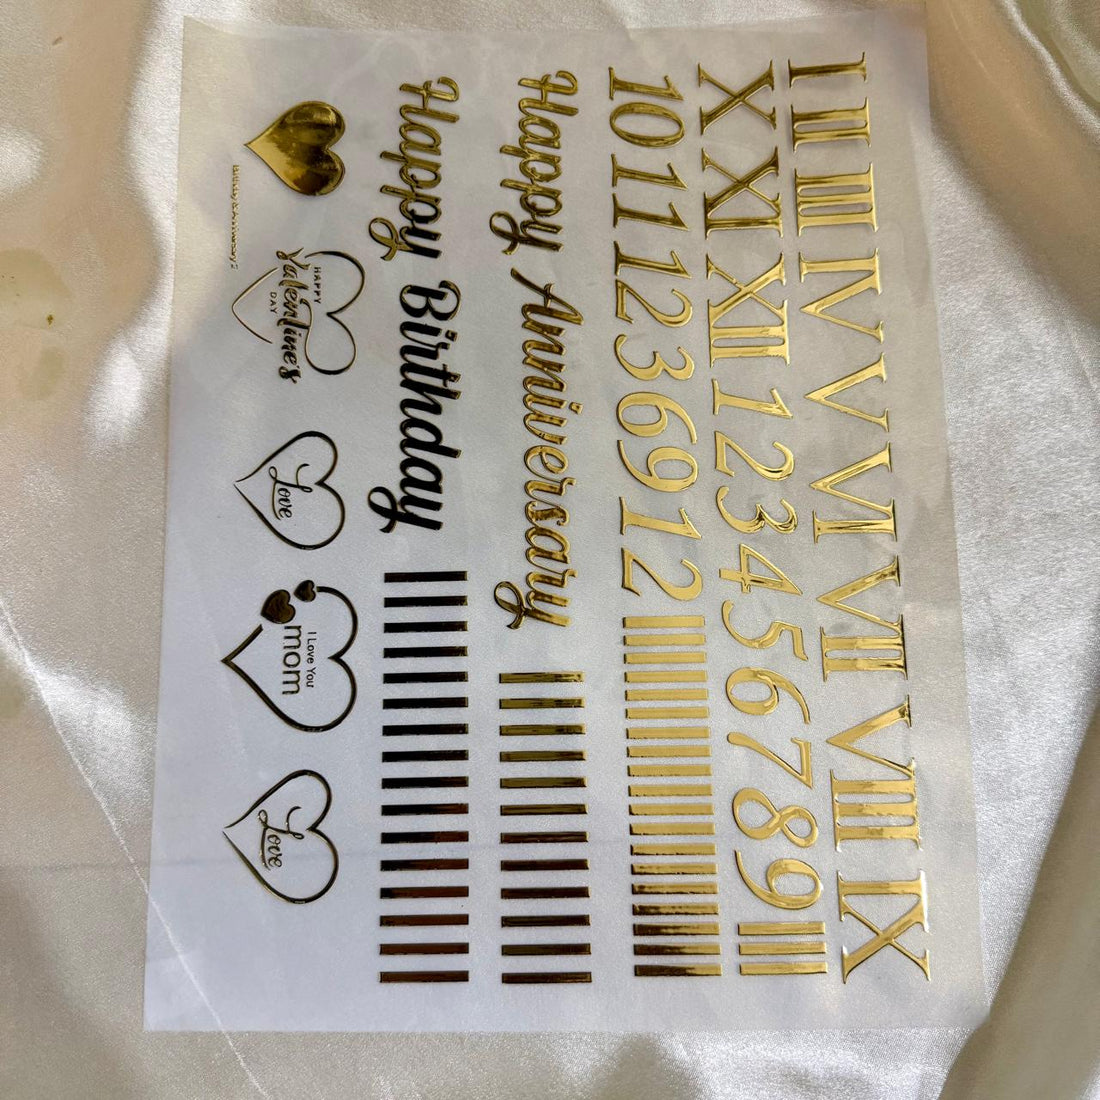 I II III IV V VI VII VIII IX
X XI XII 1 2 3 4 5 6 7 8 9
10 11 12 3 6 9 12
Happy Anniversary
Happy Birthday
HAPPY
Valentine's
DAY
Love
I Love You
mom
Love